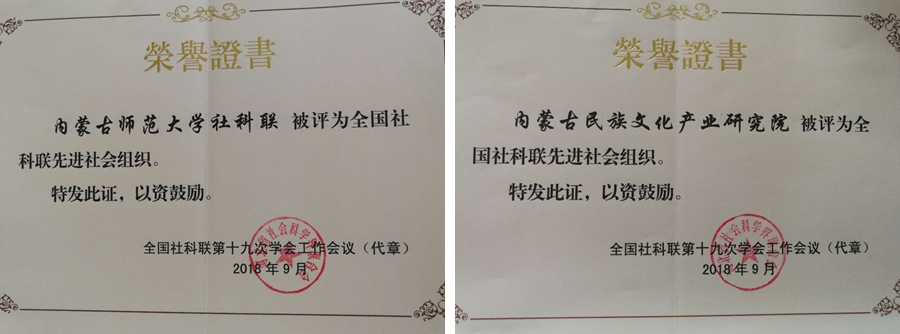 榮譽證書
内蒙古师范大学社科联 被评为全国社
科联先进社会组织。
特发此证，以资鼓励。
全国社科联第十九次学会工作会议（代章）
2018年9月
榮譽證書
内蒙古民族文化产业研究院 被评为全
国社科联先进社会组织。
特发此证，以资鼓励。
全国社科联第十九次学会工作会议（代章）
2018年9月